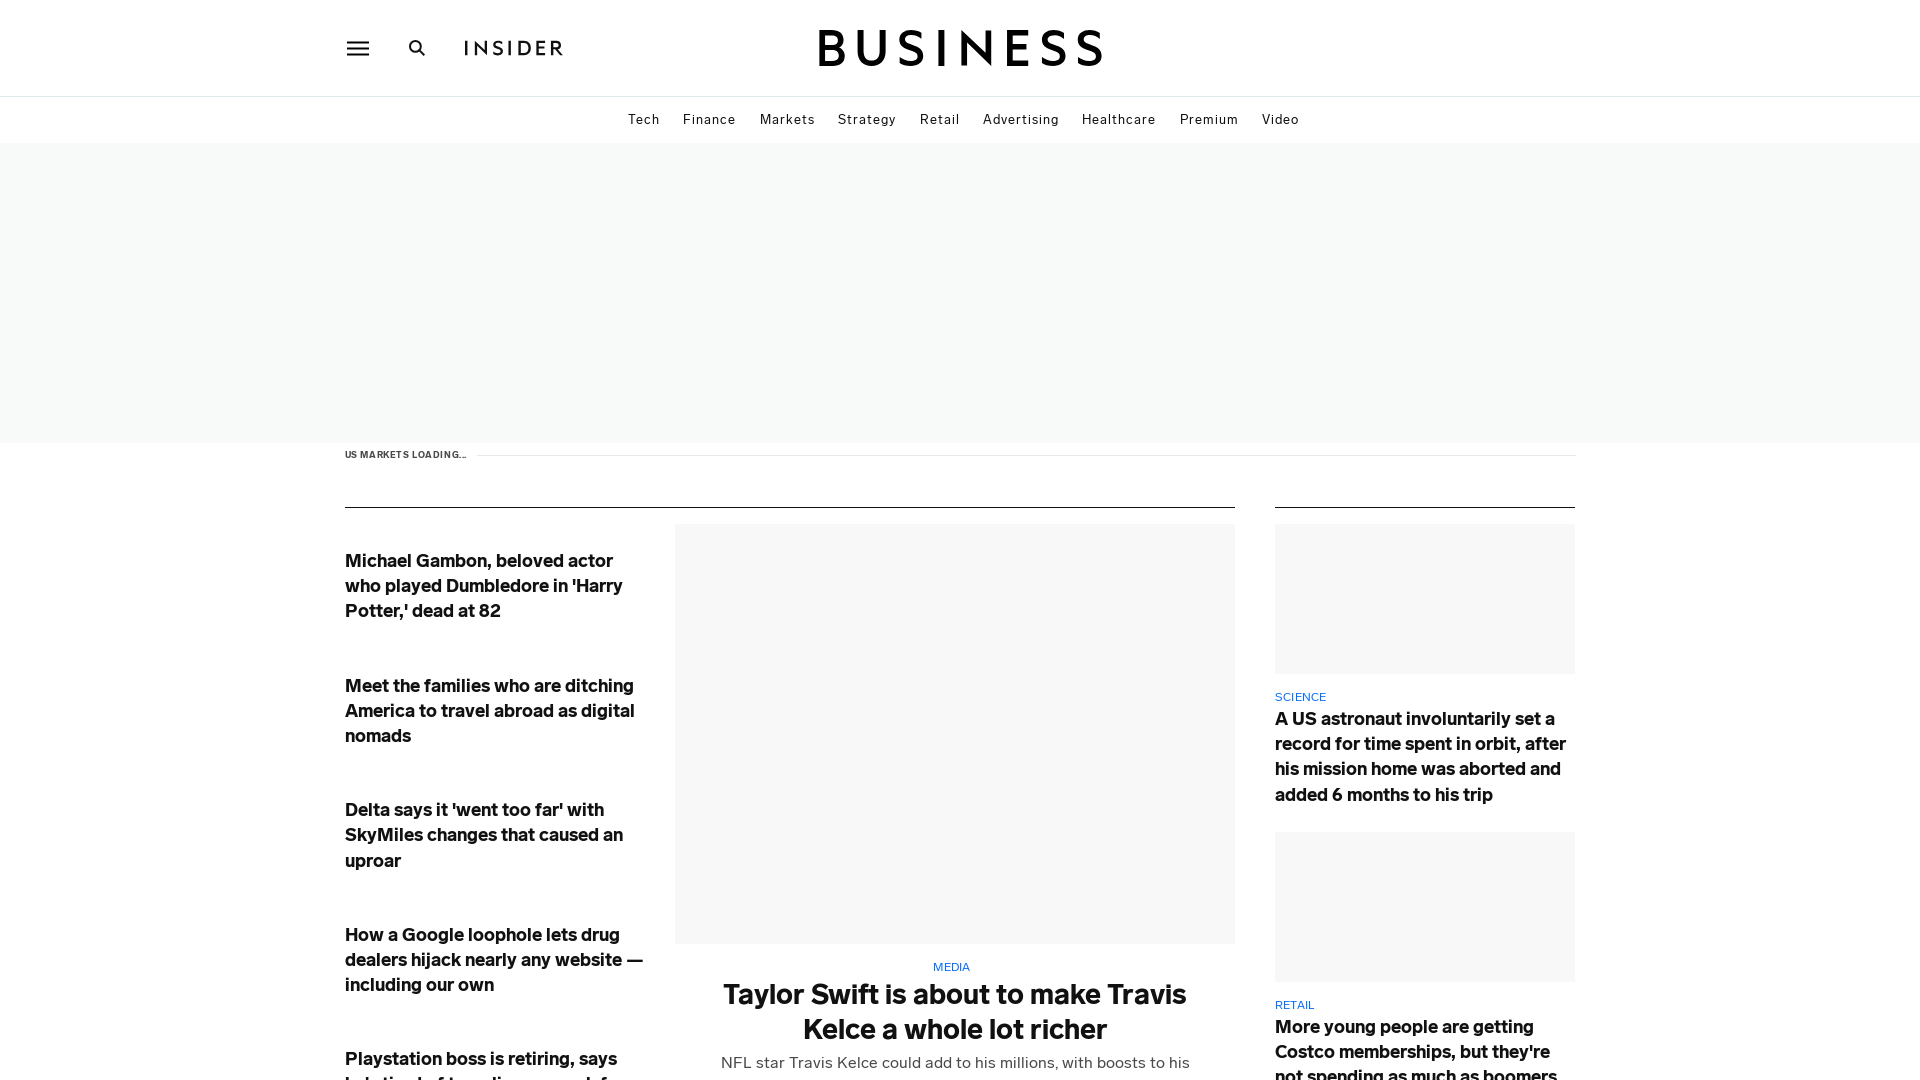 INSIDER
BUSINESS
Tech Finance Markets Strategy Retail Advertising Healthcare Premium Video
US MARKETS LOADING...
Michael Gambon, beloved actor
who played Dumbledore in 'Harry
Potter,' dead at 82
Meet the families who are ditching
America to travel abroad as digital
nomads
Delta says it 'went too far' with
SkyMiles changes that caused an
uproar
How a Google loophole lets drug
dealers hijack nearly any website —
including our own
Playstation boss is retiring, says
MEDIA
Taylor Swift is about to make Travis
Kelce a whole lot richer
NFL star Travis Kelce could add to his millions, with boosts to his
SCIENCE
A US astronaut involuntarily set a
record for time spent in orbit, after
his mission home was aborted and
added 6 months to his trip
RETAIL
More young people are getting
Costco memberships, but they're
not spending as much as boomers